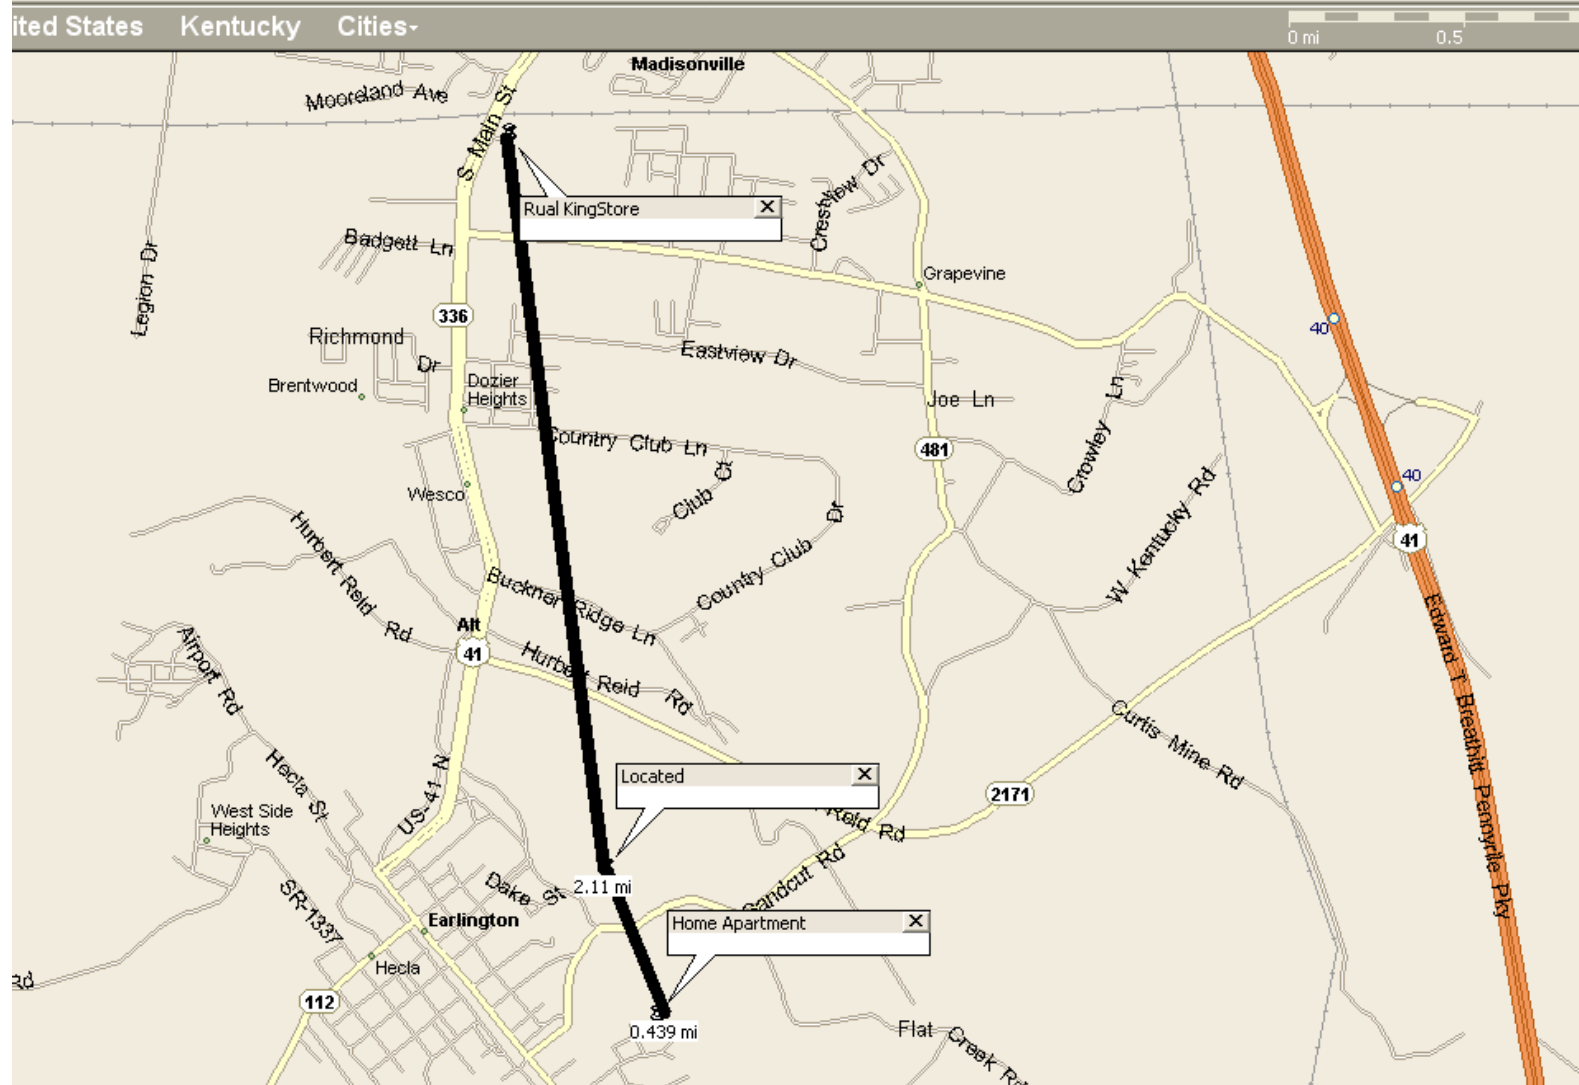 ited States Kentucky Cities-
0 mi 0.5
Madisonville
Mooreland Ave
S Main St
Rual KingStore
Crestview Dr
Badgett Ln
Legion Dr
Grapevine
336
40
Richmond Dr
Eastview Dr
Brentwood
Dozier
Heights
Joe Ln
Crowley Ln
Country Club Ln
481
Club Ct
40
Wesco
W Kentucky Rd
Country Club Dr
41
Hurbert Reid Rd
Buckner Ridge Ln
Alt
41
Hurbert Reid Rd
Airport Rd
Edward T Breathitt Pennyrile Pky
Curtis Mine Rd
Hecla St
US-41 N
Located
2171
West Side
Heights
Reid Rd
Sandcut Rd
2.11 mi
Dake St
SR-1337
Earlington
Home Apartment
Hecla
Rd
112
0.439 mi
Flat Creek Rd